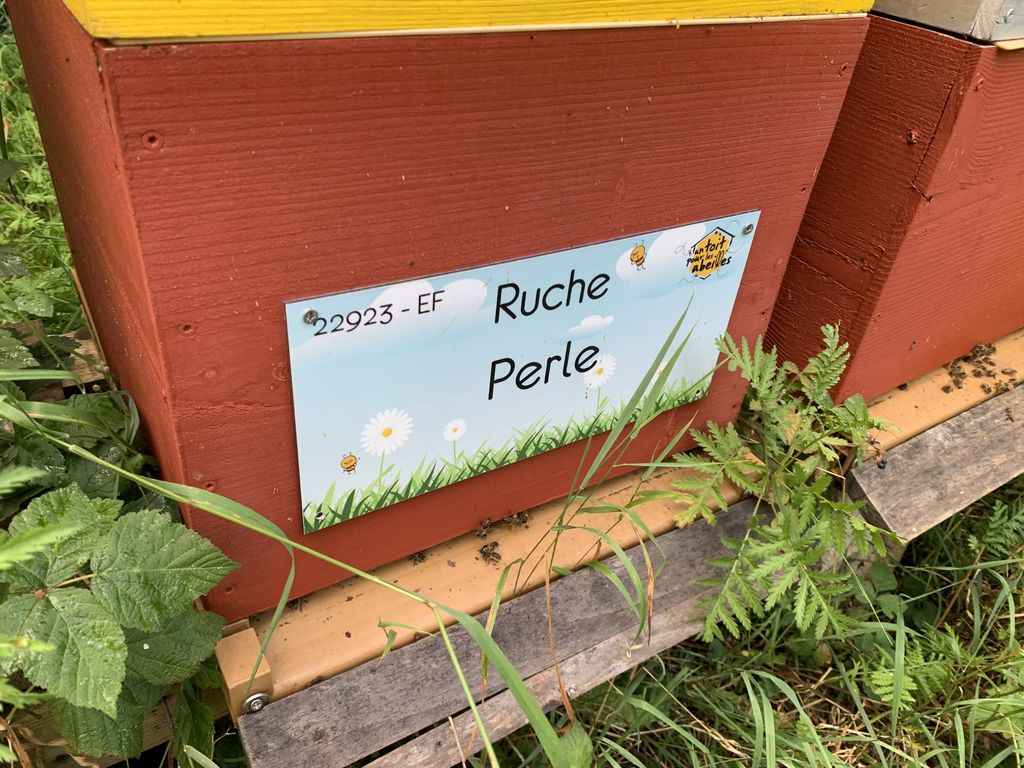 22923 - EF
Ruche
Perle
un toit
pour les
abeilles